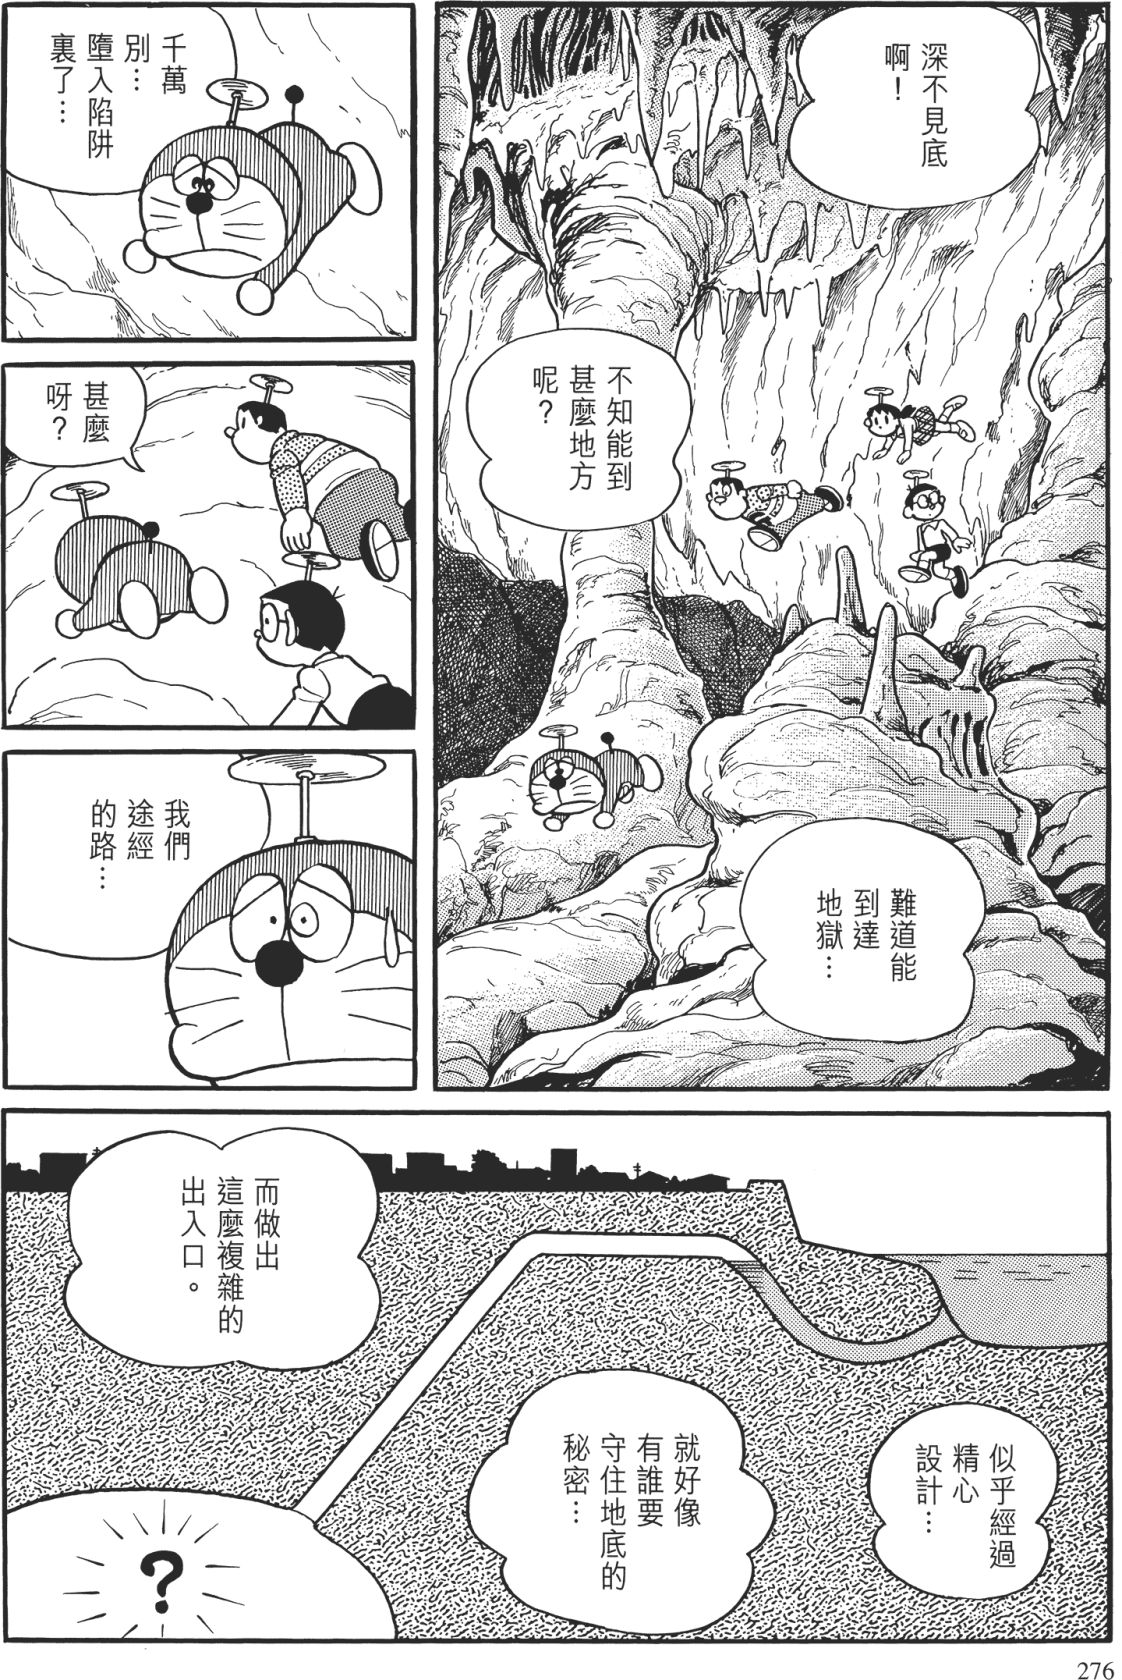 深不見底
啊！
不知能到
甚麼地方
呢？
難道能
到達
地獄…
千萬
別…
墮入陷阱
裏了…
甚麼
呀？
我們
途經
的路…
似乎經過
精心
設計…
就好像
有誰要
守住地底的
秘密…
而做出
這麼複雜的
出入口。
?
276